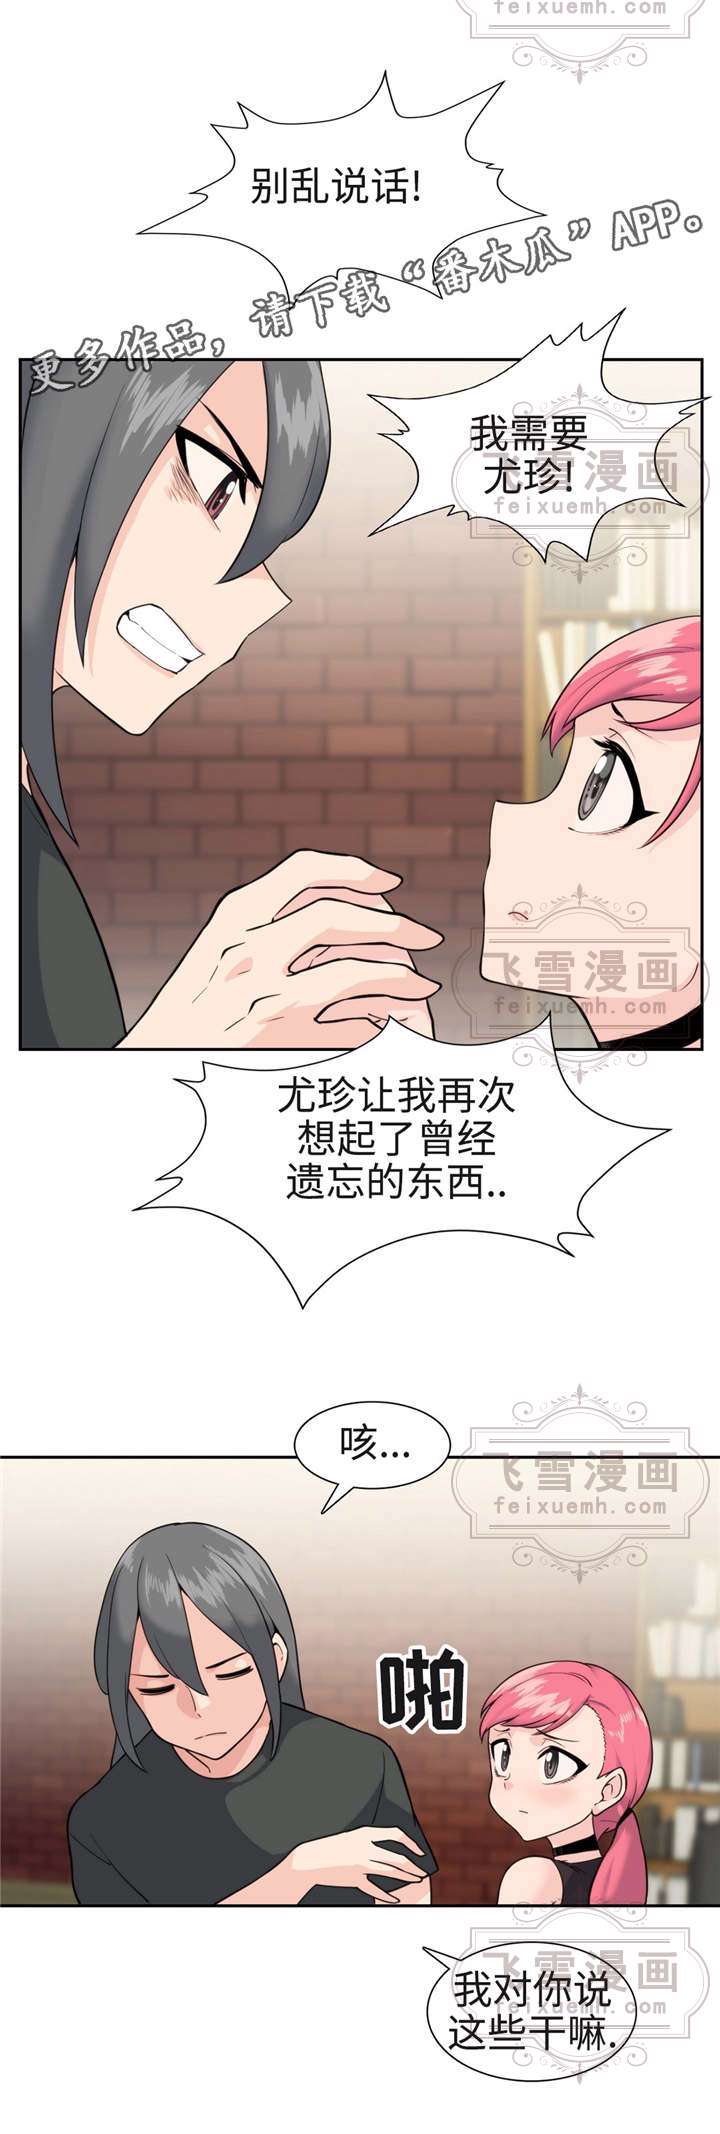 feixuemh.com
别乱说话!
更多作品，请下载“番木瓜”APP。
我需要
尤珍!
飞雪漫画
feixuemh.com
飞雪漫画
feixuemh.com
尤珍让我再次
想起了曾经
遗忘的东西..
咳...
飞雪漫画
feixuemh.com
啪
飞雪漫画
feixuemh.com
我对你说
这些干嘛.